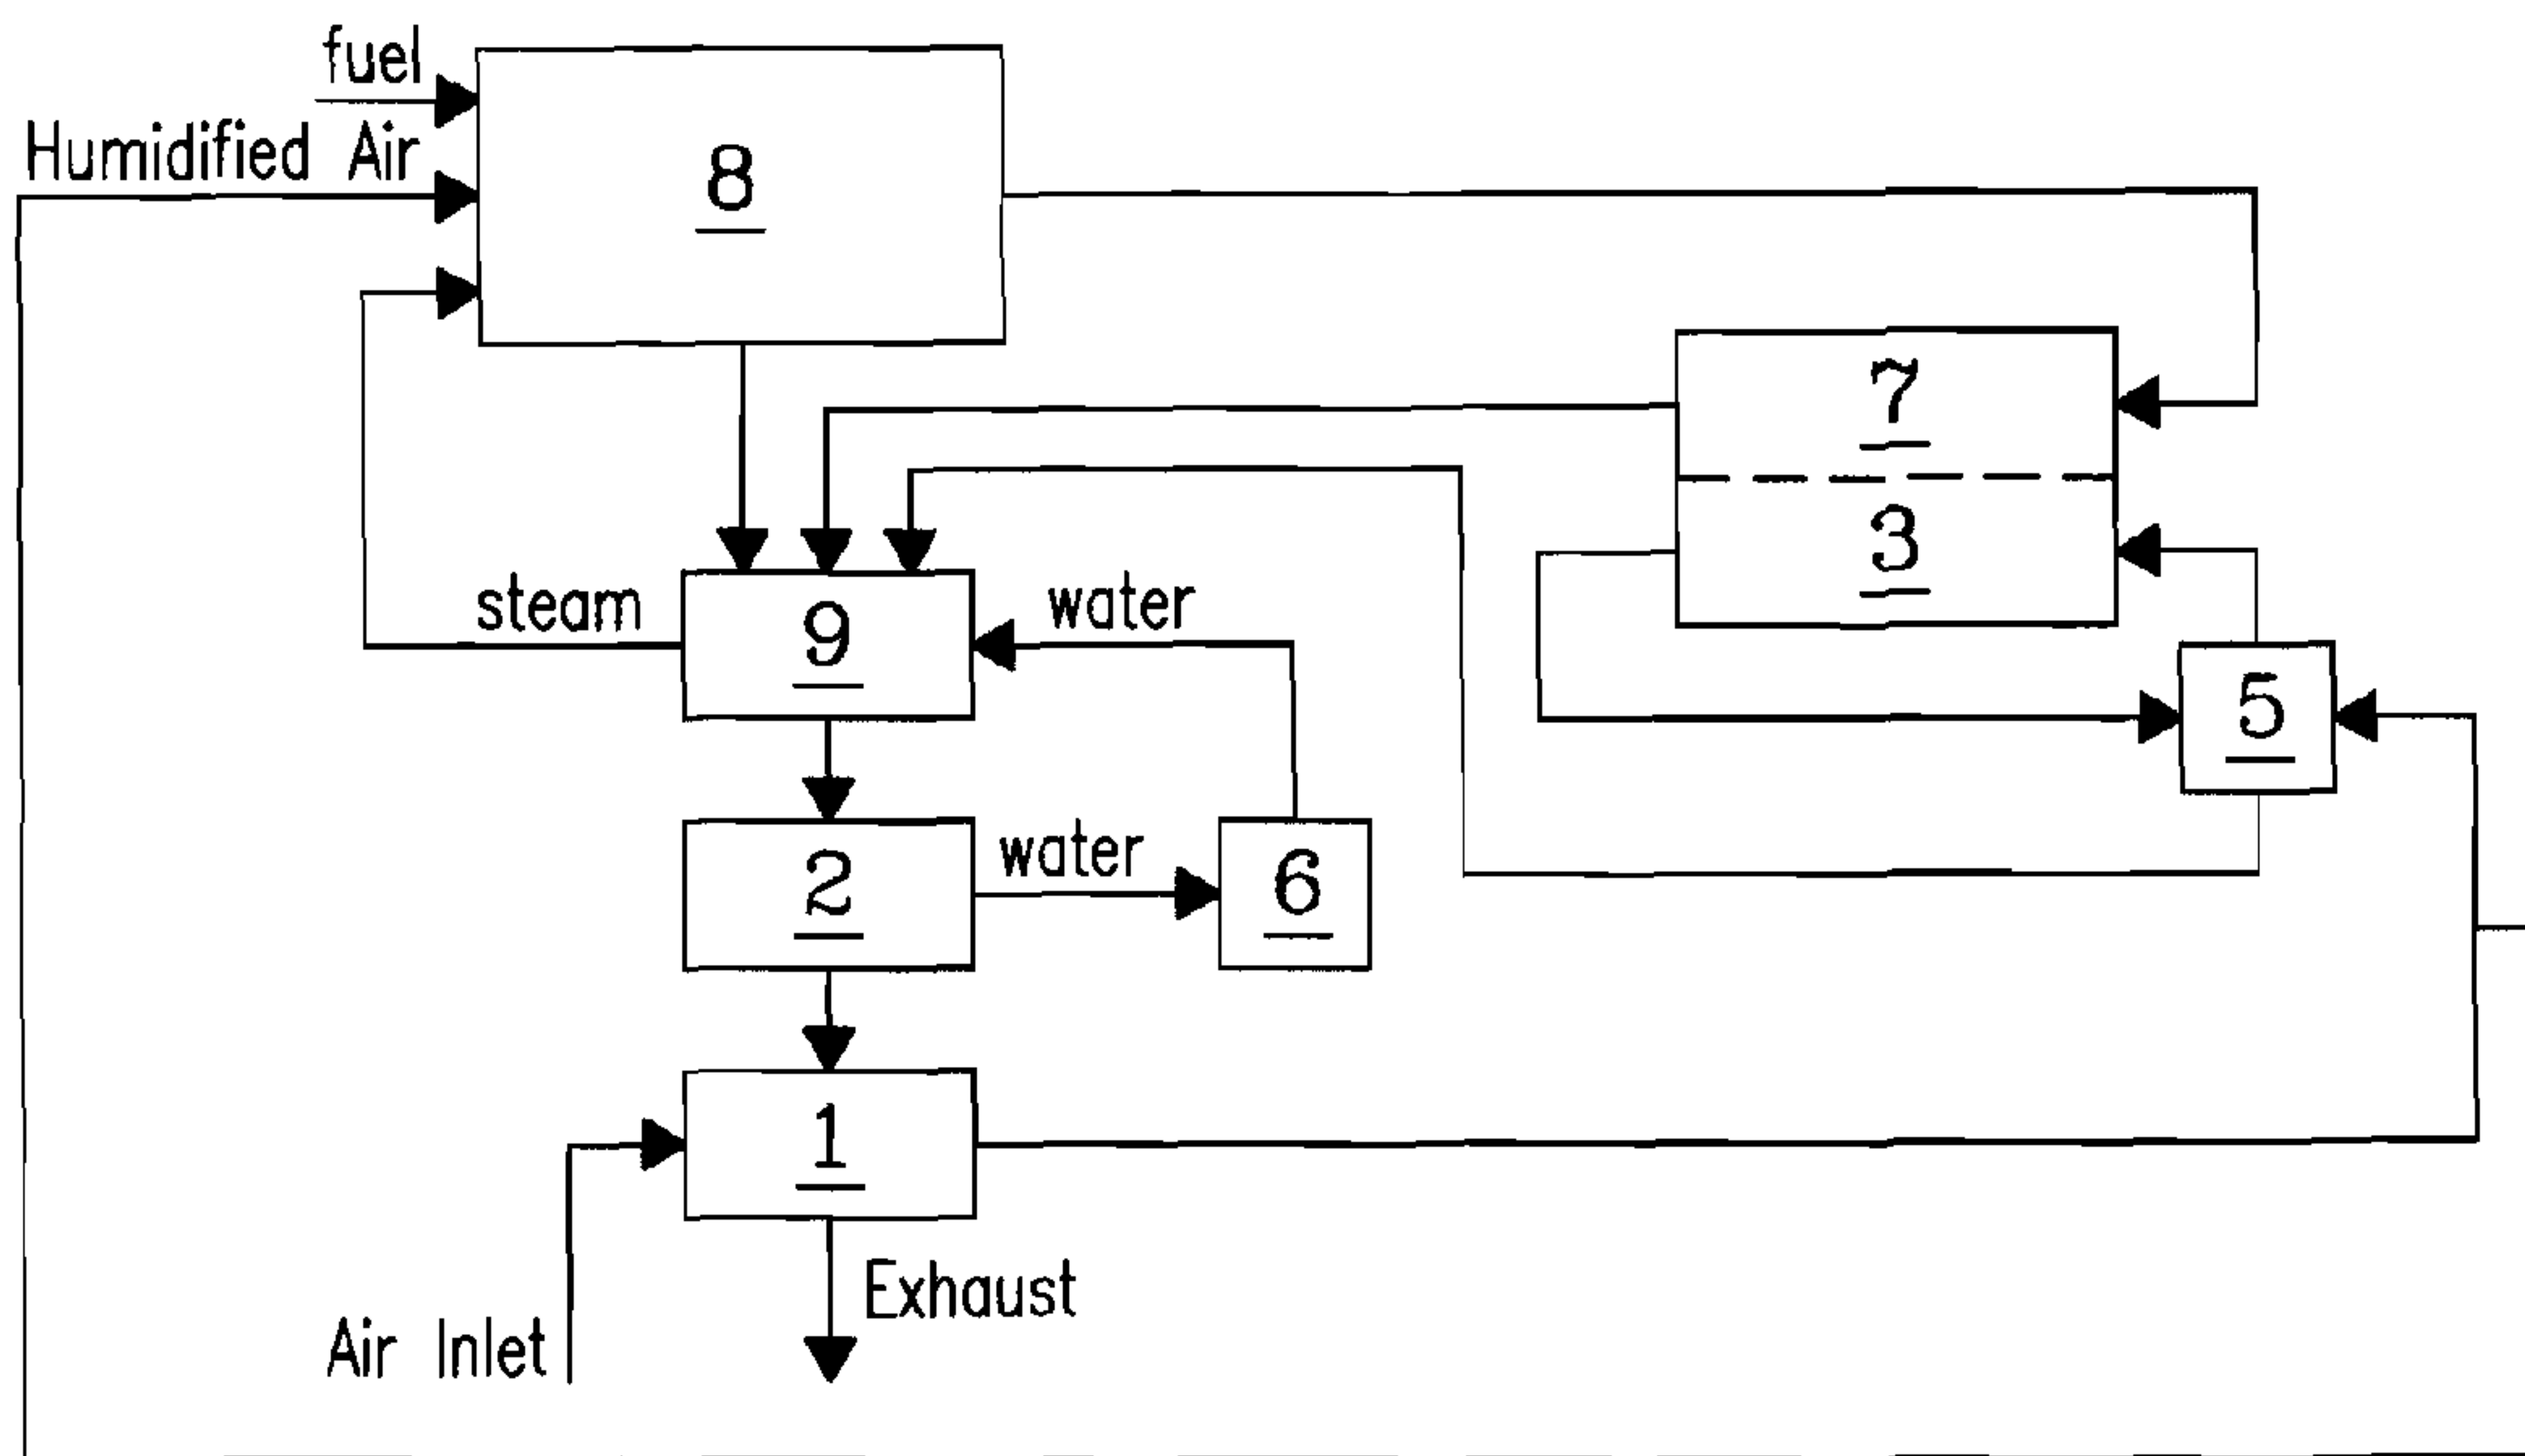 fuel
Humidified Air
8
7
3
steam
9
water
5
2
water
6
1
Exhaust
Air Inlet